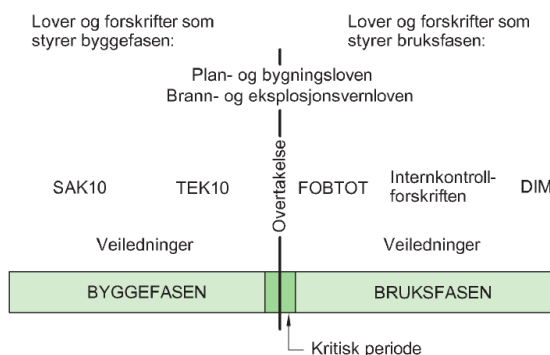 Lover og forskrifter som
styrer byggefasen:
Lover og forskrifter som
styrer bruksfasen:
Plan- og bygningsloven
Brann- og eksplosjonsvernloven
Overtakelse
SAK10
TEK10
FOBTOT
Internkontroll-
forskriften
DIM
Veiledninger
Veiledninger
BYGGEFASEN
BRUKSFASEN
Kritisk periode